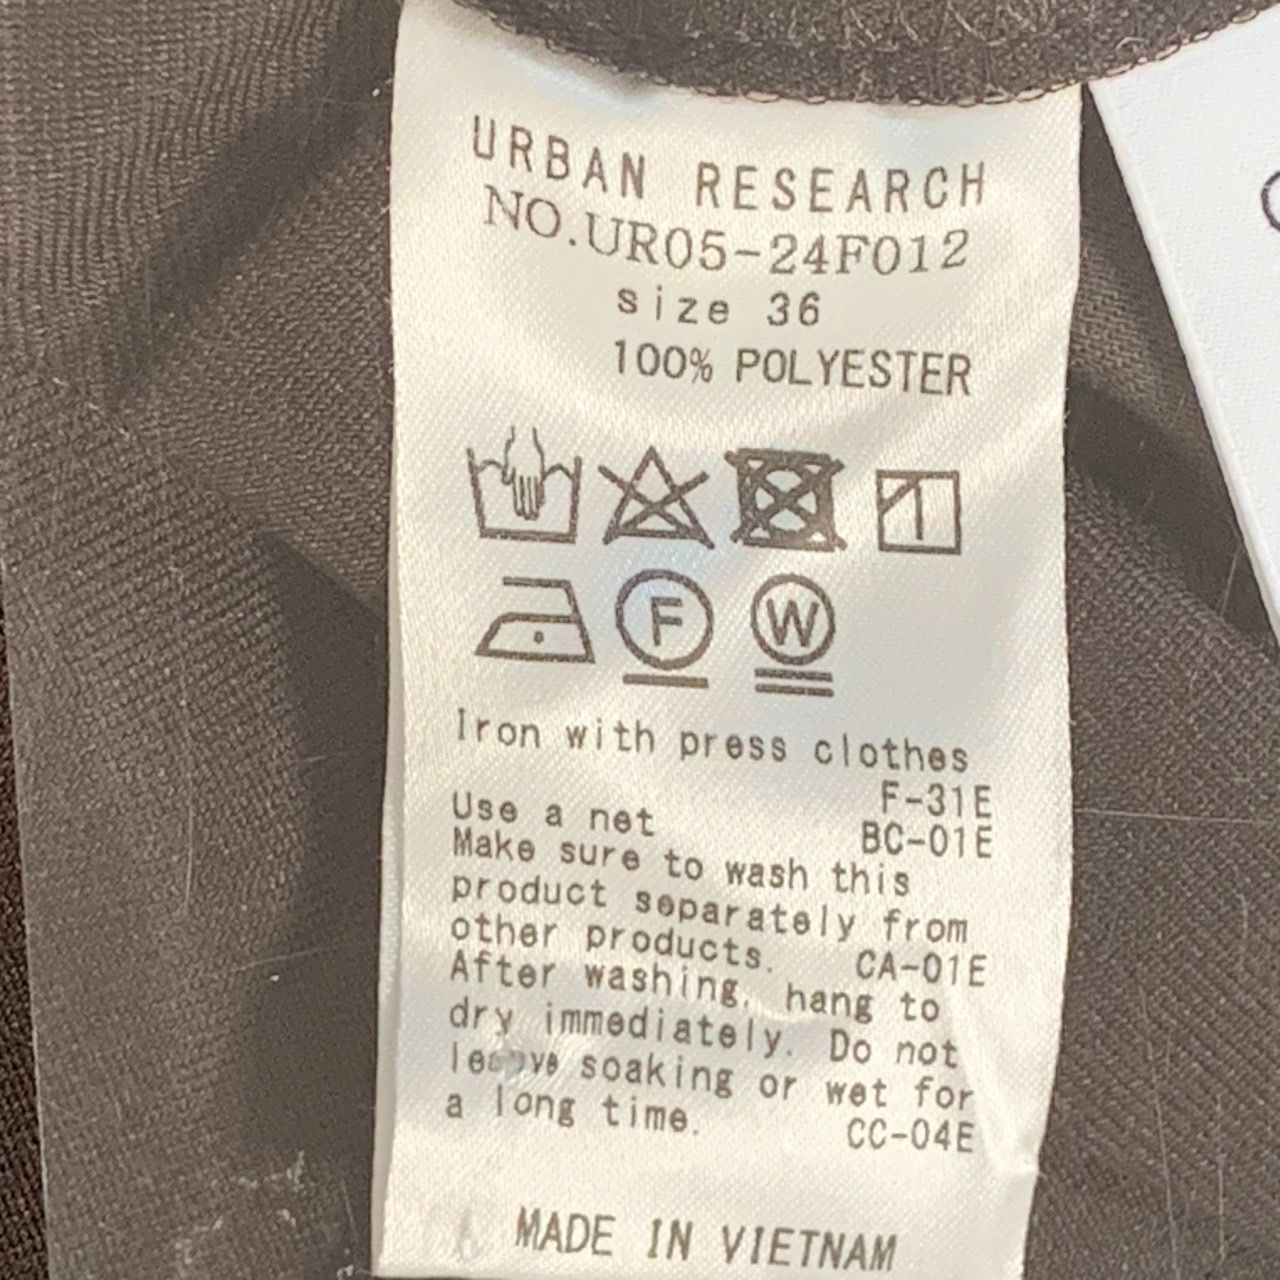 URBAN RESEARCH
NO.UR05-24F012
size 36
100% POLYESTER
F
W
Iron with press clothes
F-31E
Use a net
BC-01E
Make sure to wash this
product separately from
other products.
CA-01E
After washing, hang to
dry immediately. Do not
leave soaking or wet for
a long time.
CC-04E
MADE IN VIETNAM